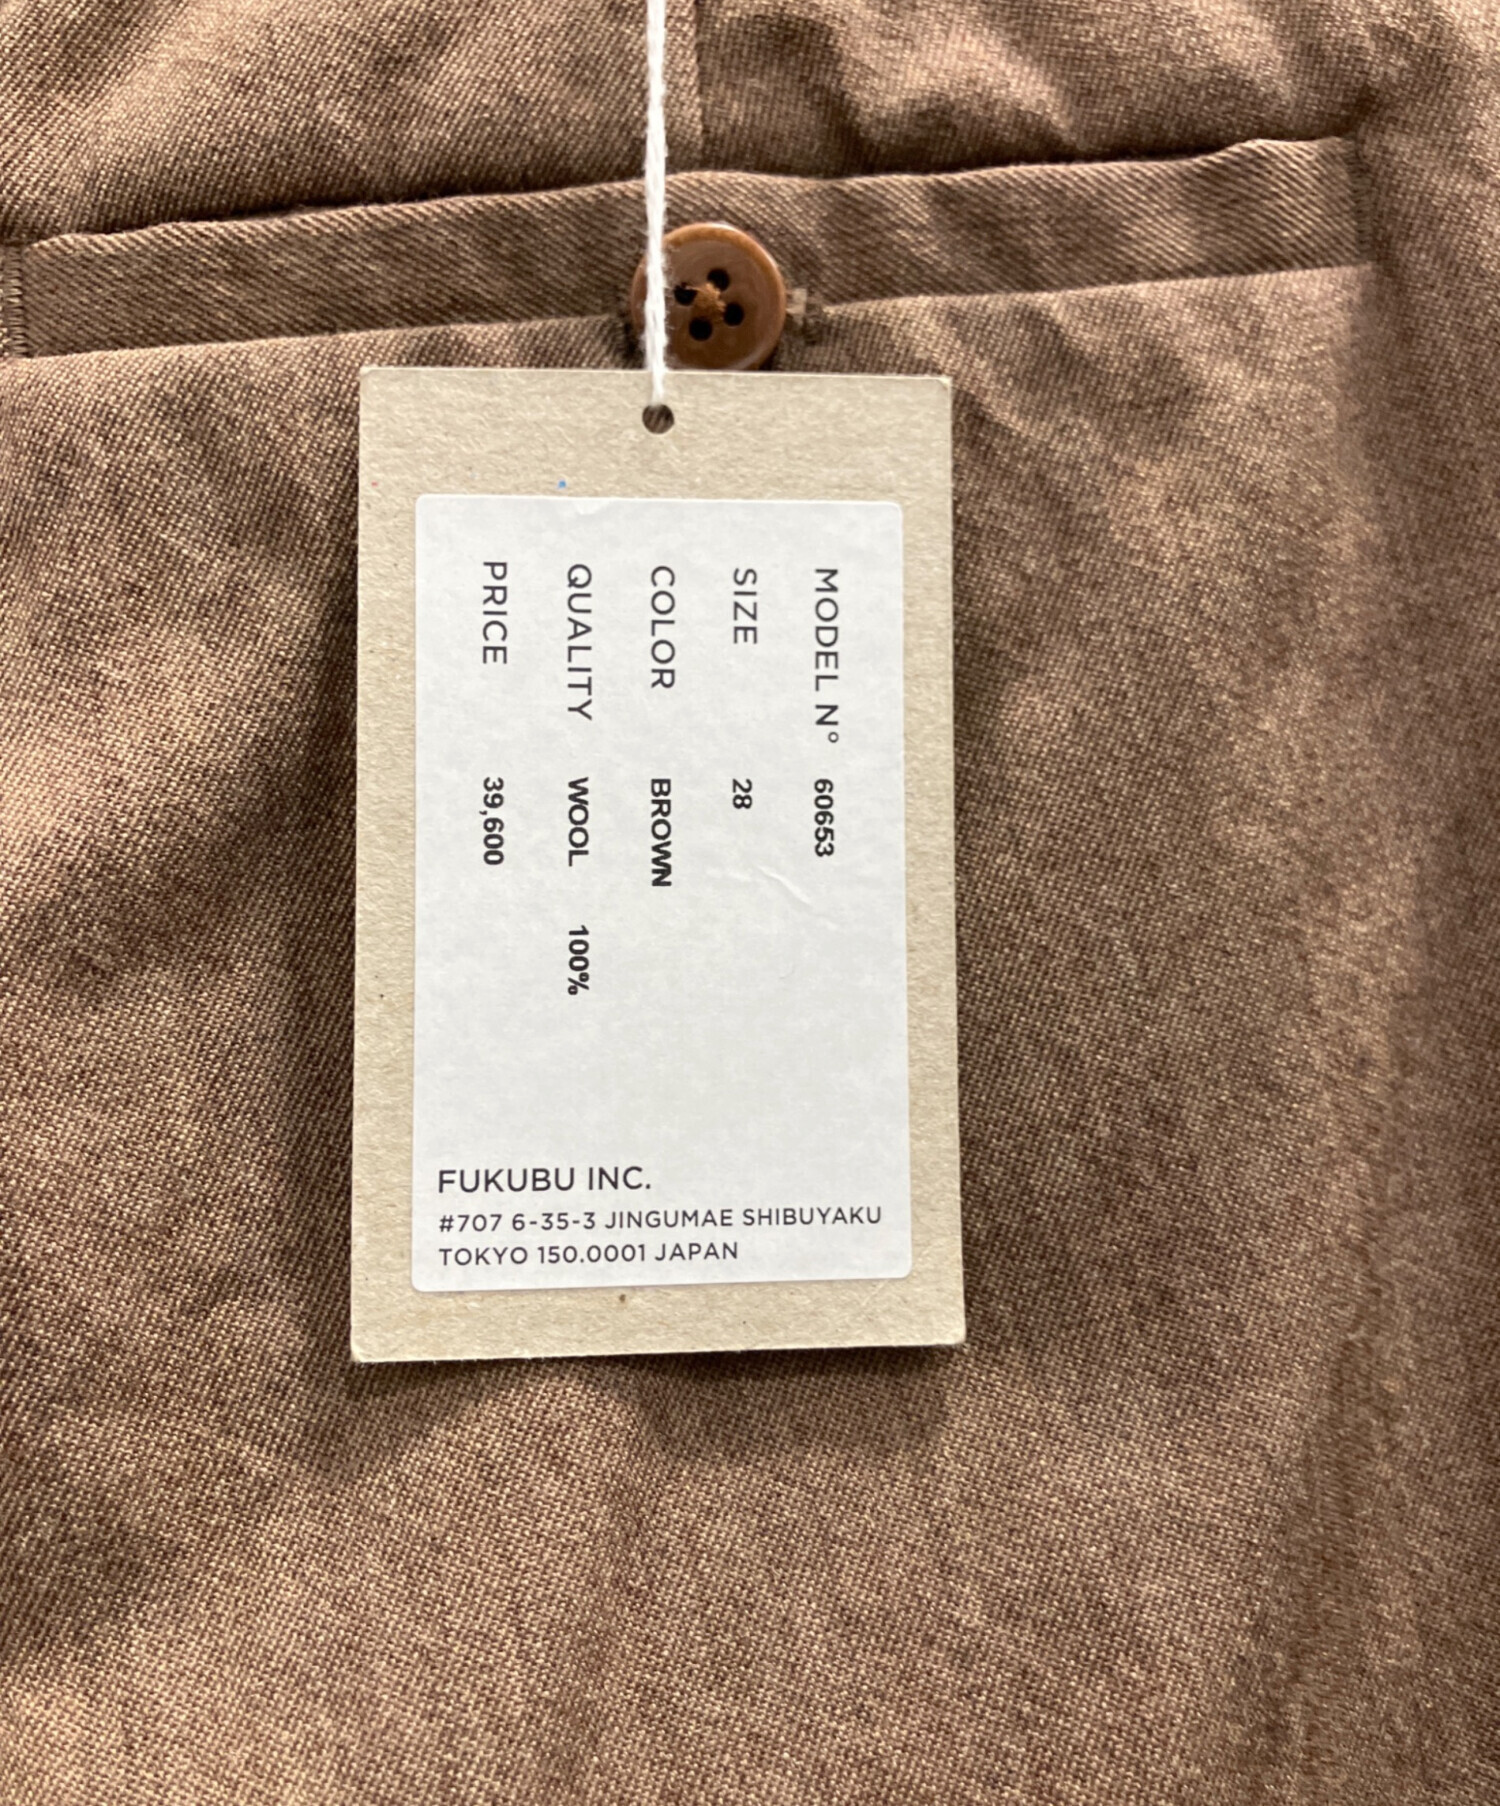 MODEL N° 60653
SIZE 28
COLOR BROWN
QUALITY WOOL 100%
PRICE 39,600
FUKUBU INC.
#707 6-35-3 JINGUMAE SHIBUYAKU
TOKYO 150.0001 JAPAN